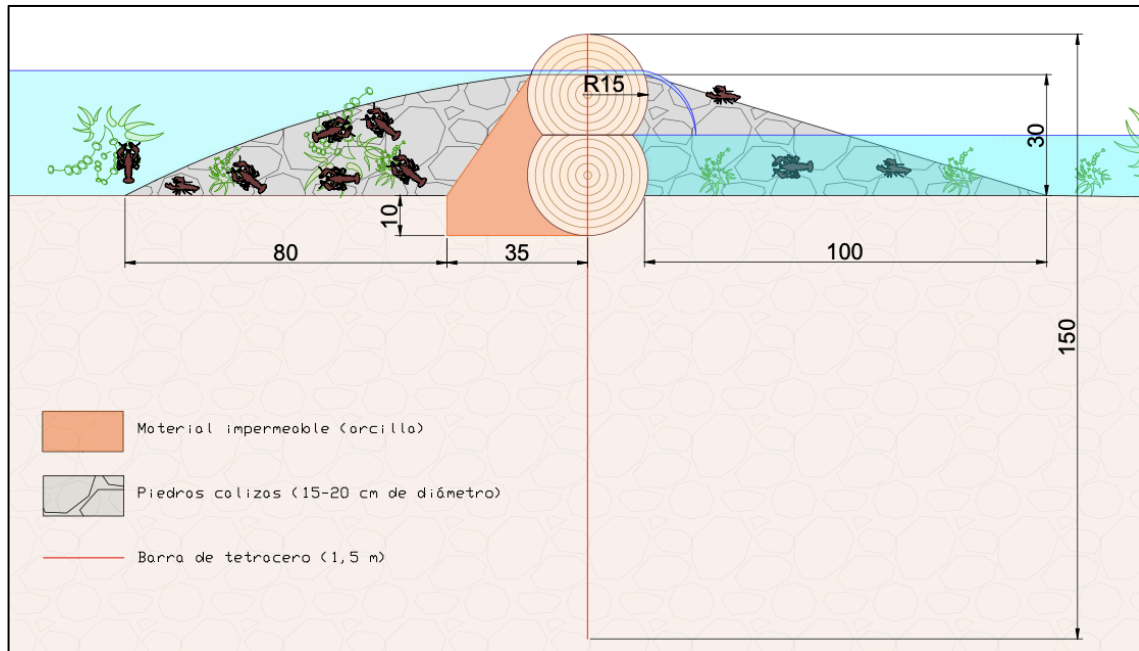 R15
30
10
80
35
100
150
Material impermeable (arcilla)
Piedras calizas (15-20 cm de diámetro)
Barra de tetracero (1,5 m)